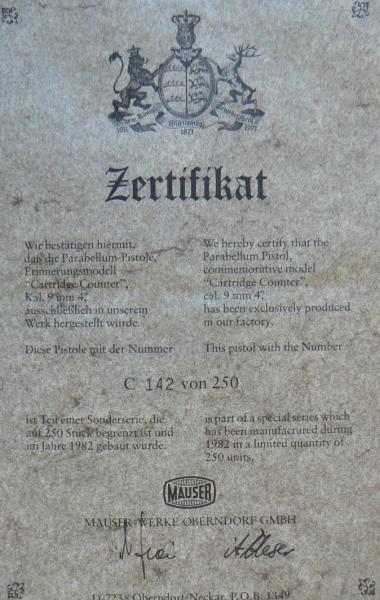 1811
Württembg.
1871
1971
Zertifikat
Wir bestätigen hiermit,
daß die Parabellum-Pistole,
Erinnerungsmodell
“Cartridge Counter”,
Kal. 9 mm 4",
ausschließlich in unserem
Werk hergestellt wurde.
Diese Pistole mit der Nummer
We hereby certify that the
Parabellum Pistol,
commemorative model
“Cartridge Counter”,
cal. 9 mm 4",
has been exclusively produced
in our factory.
This pistol with the Number
C 142 von 250
ist Teil einer Sonderserie, die
auf 250 Stück begrenzt ist und
im Jahre 1982 gebaut wurde.
is part of a special series which
has been manufactured during
1982 in a limited quantity of
250 units.
MAUSER
MAUSER-WERKE OBERNDORF GMBH
D-7238 Oberndorf/Neckar, P.O.B. 1349